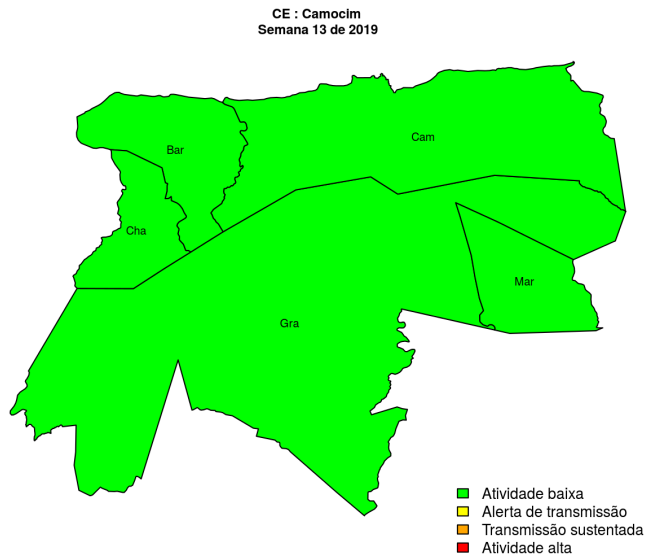 CE : Camocim
Semana 13 de 2019
Bar
Cam
Cha
Mar
Gra
Atividade baixa
Alerta de transmissão
Transmissão sustentada
Atividade alta